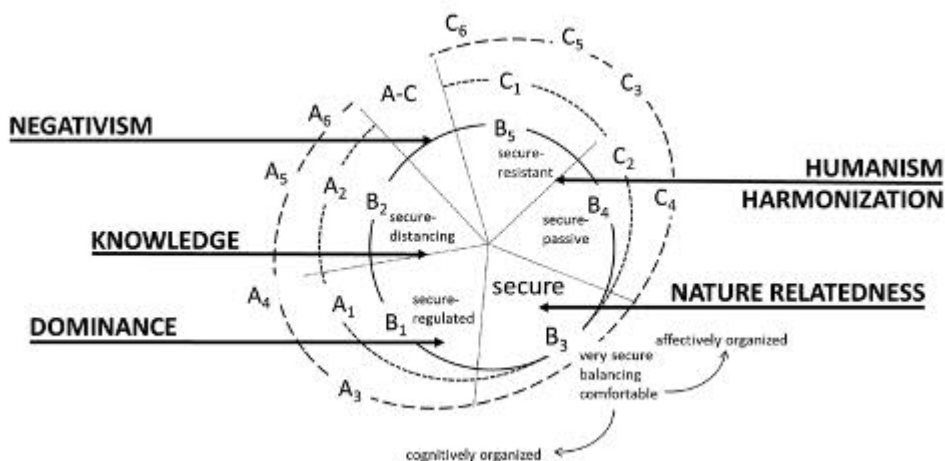 C₆
C₅
C₁
C₃
A-C
A₆
NEGATIVISM
B₅
secure-
resistant
C₂
HUMANISM
A₅
A₂
C₄
HARMONIZATION
B₂
B₄
secure-
distancing
secure-
passive
KNOWLEDGE
secure
NATURE RELATEDNESS
A₄
A₁
secure-
regulated
B₁
DOMINANCE
B₃
affectively organized
very secure
balancing
comfortable
A₃
cognitively organized